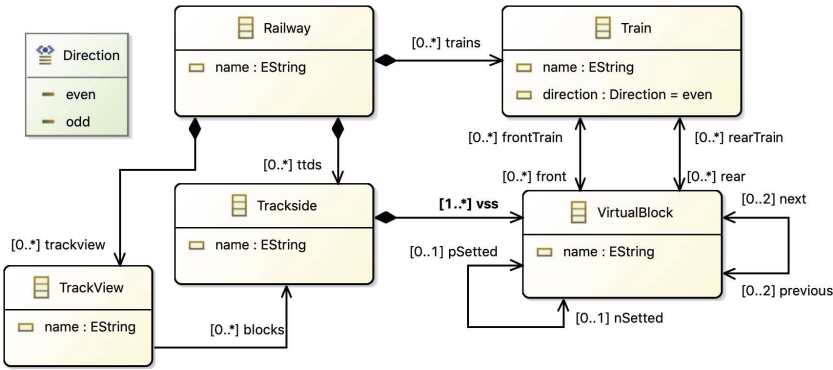 Railway
name : EString
[0..*] trains
Train
name : EString
direction : Direction = even
Direction
even
odd
[0..*] frontTrain
[0..*] rearTrain
[0..*] ttds
[0..*] front
[0..*] rear
Trackside
name : EString
[1..*] vss
VirtualBlock
name : EString
[0..2] next
[0..2] previous
[0..*] trackview
[0..1] pSetted
[0..1] nSetted
TrackView
name : EString
[0..*] blocks